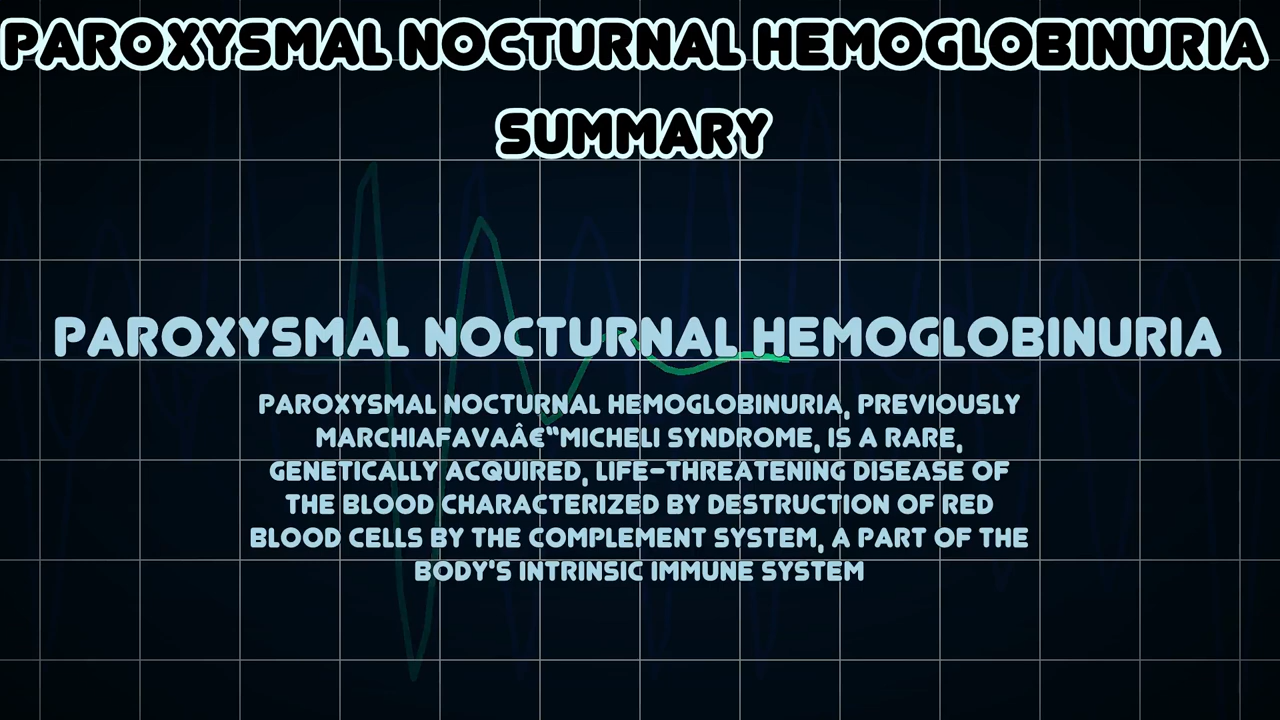 PAROXYSMAL NOCTURNAL HEMOGLOBINURIA
SUMMARY
PAROXYSMAL NOCTURNAL HEMOGLOBINURIA
PAROXYSMAL NOCTURNAL HEMOGLOBINURIA, PREVIOUSLY
MARCHIAFAVAÂ€“MICHELI SYNDROME, IS A RARE,
GENETICALLY ACQUIRED, LIFE-THREATENING DISEASE OF
THE BLOOD CHARACTERIZED BY DESTRUCTION OF RED
BLOOD CELLS BY THE COMPLEMENT SYSTEM, A PART OF THE
BODY'S INTRINSIC IMMUNE SYSTEM